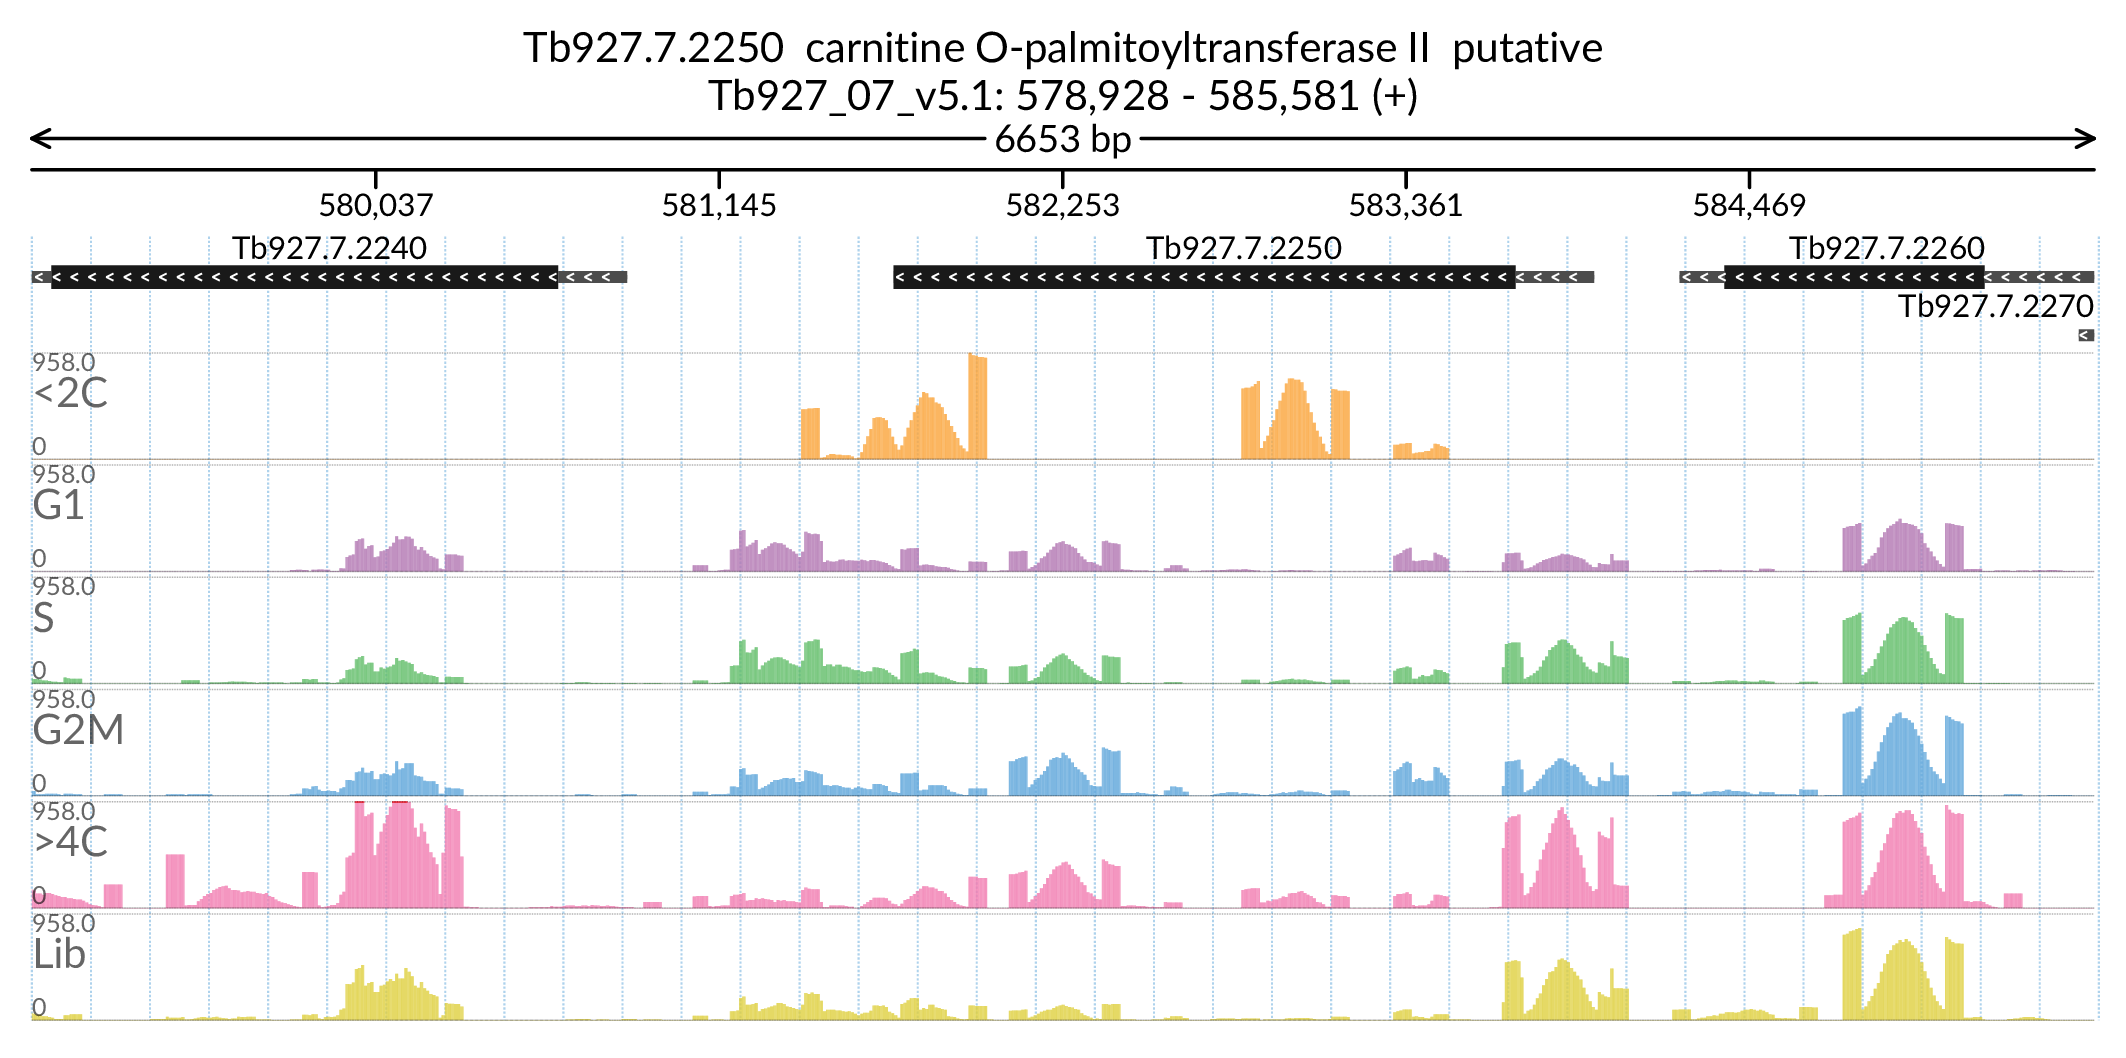 Tb927.7.2250 carnitine O-palmitoyltransferase II putative
Tb927_07_v5.1: 578,928 - 585,581 (+)
6653 bp
580,037 581,145 582,253 583,361 584,469
Tb927.7.2240 Tb927.7.2250 Tb927.7.2260
Tb927.7.2270
958.0
<2C
0
958.0
G1
0
958.0
S
0
958.0
G2M
0
958.0
>4C
0
958.0
Lib
0